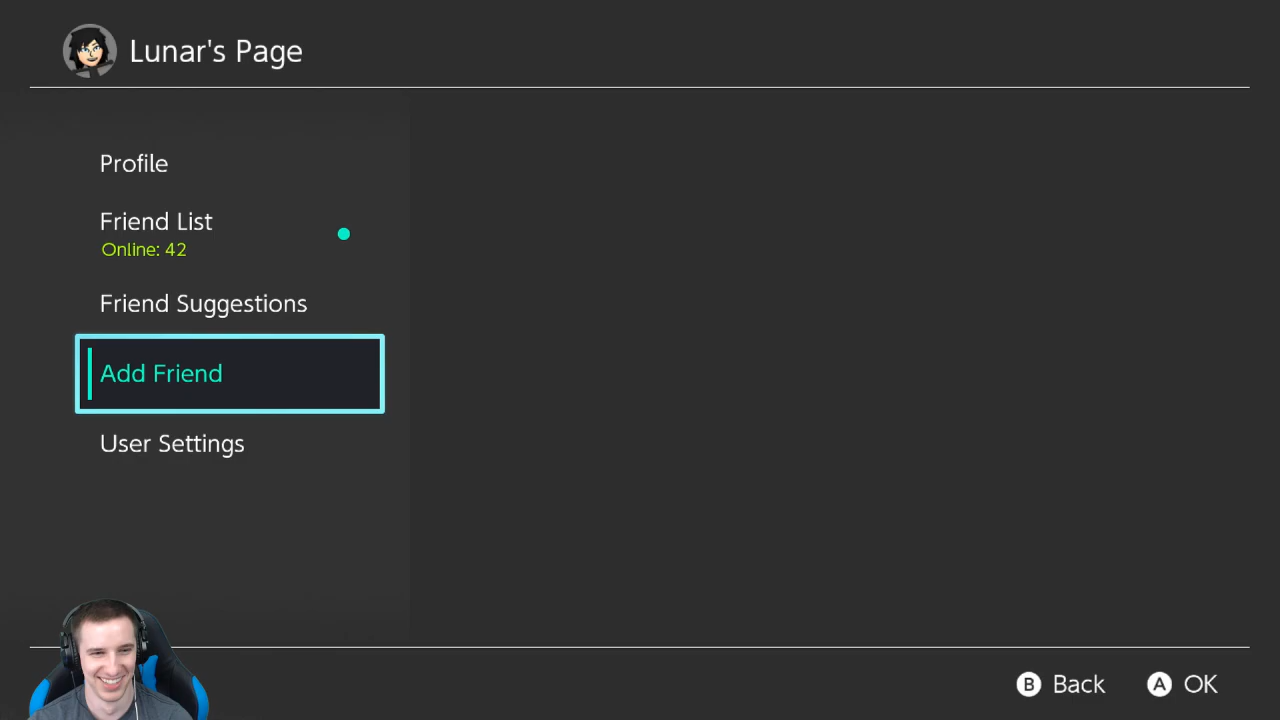 Lunar's Page
Profile
Friend List
Online: 42
Friend Suggestions
Add Friend
User Settings
B Back A OK